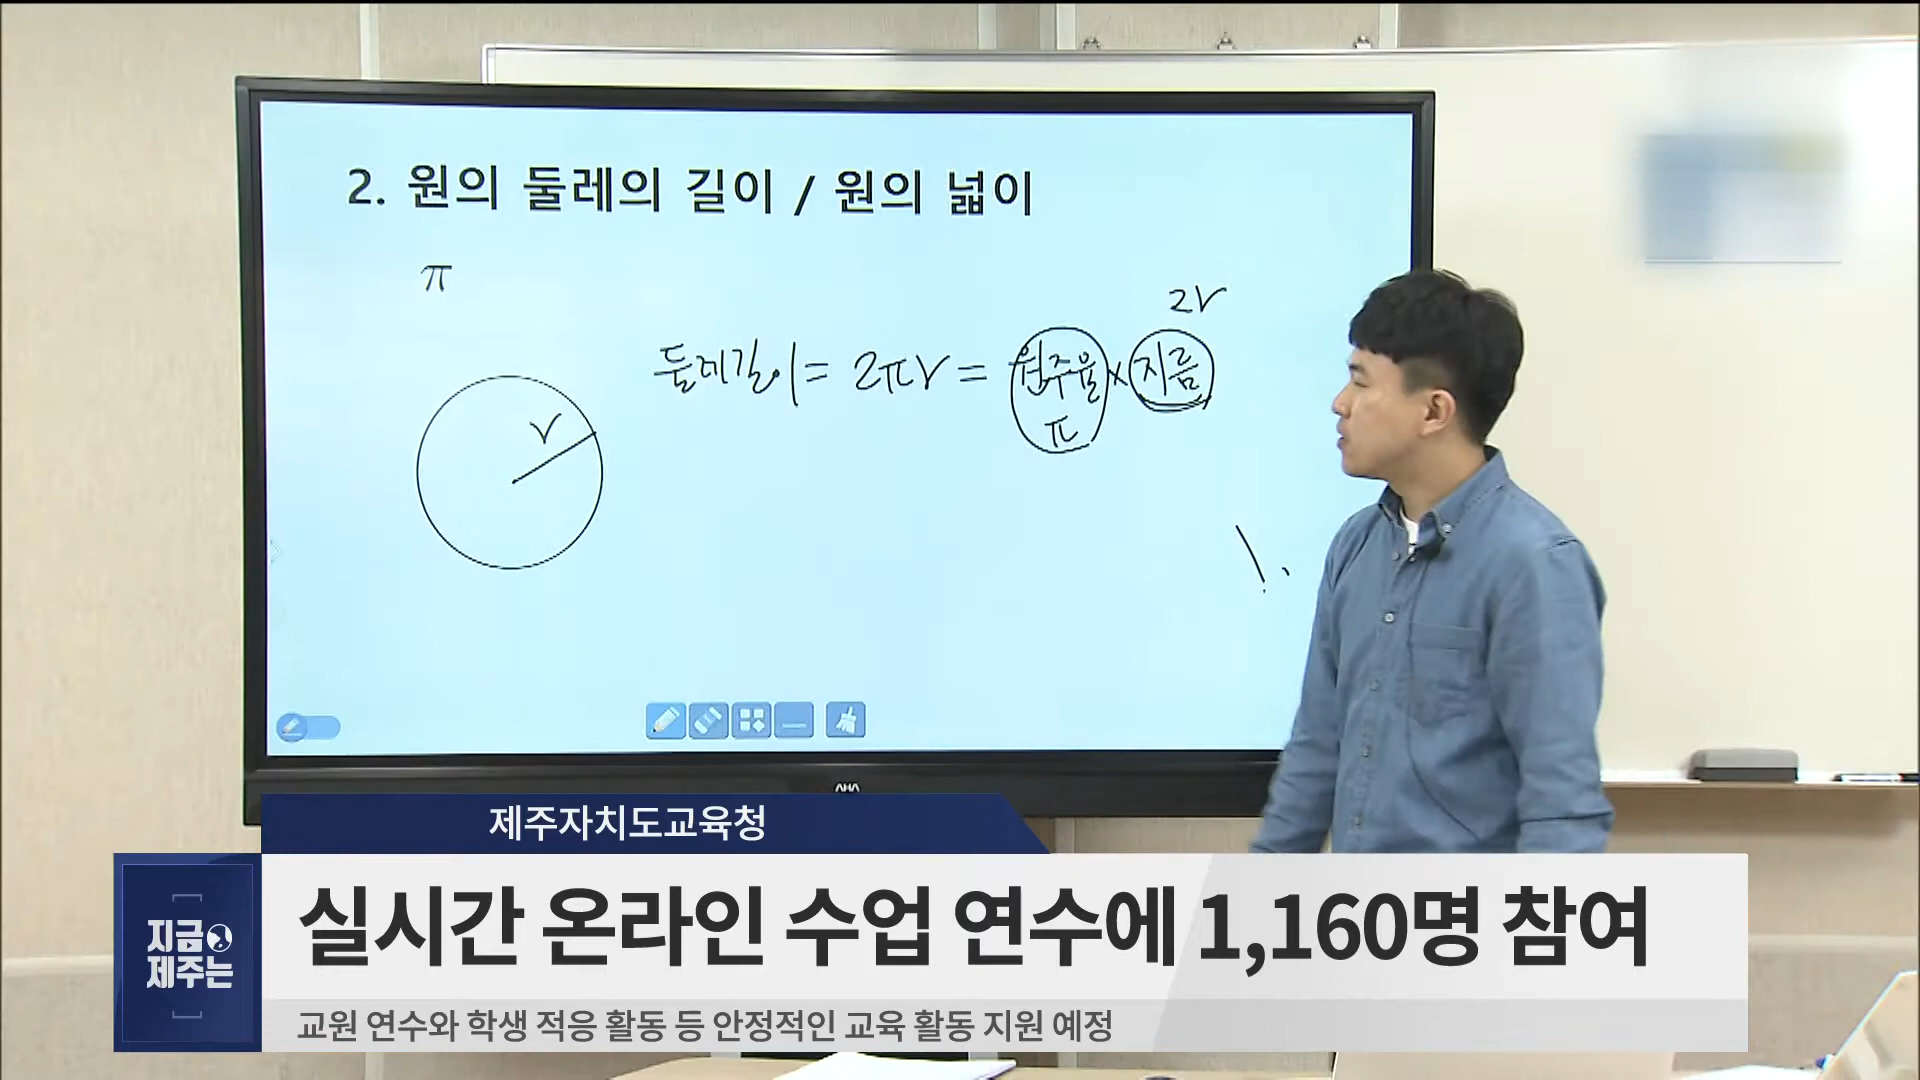 2. 원의 둘레의 길이 / 원의 넓이
π
2r
둘레길이 = 2πr = 원주율 × 지름
π
r
AHA
제주자치도교육청
지금
제주는
실시간 온라인 수업 연수에 1,160명 참여
교원 연수와 학생 적응 활동 등 안정적인 교육 활동 지원 예정